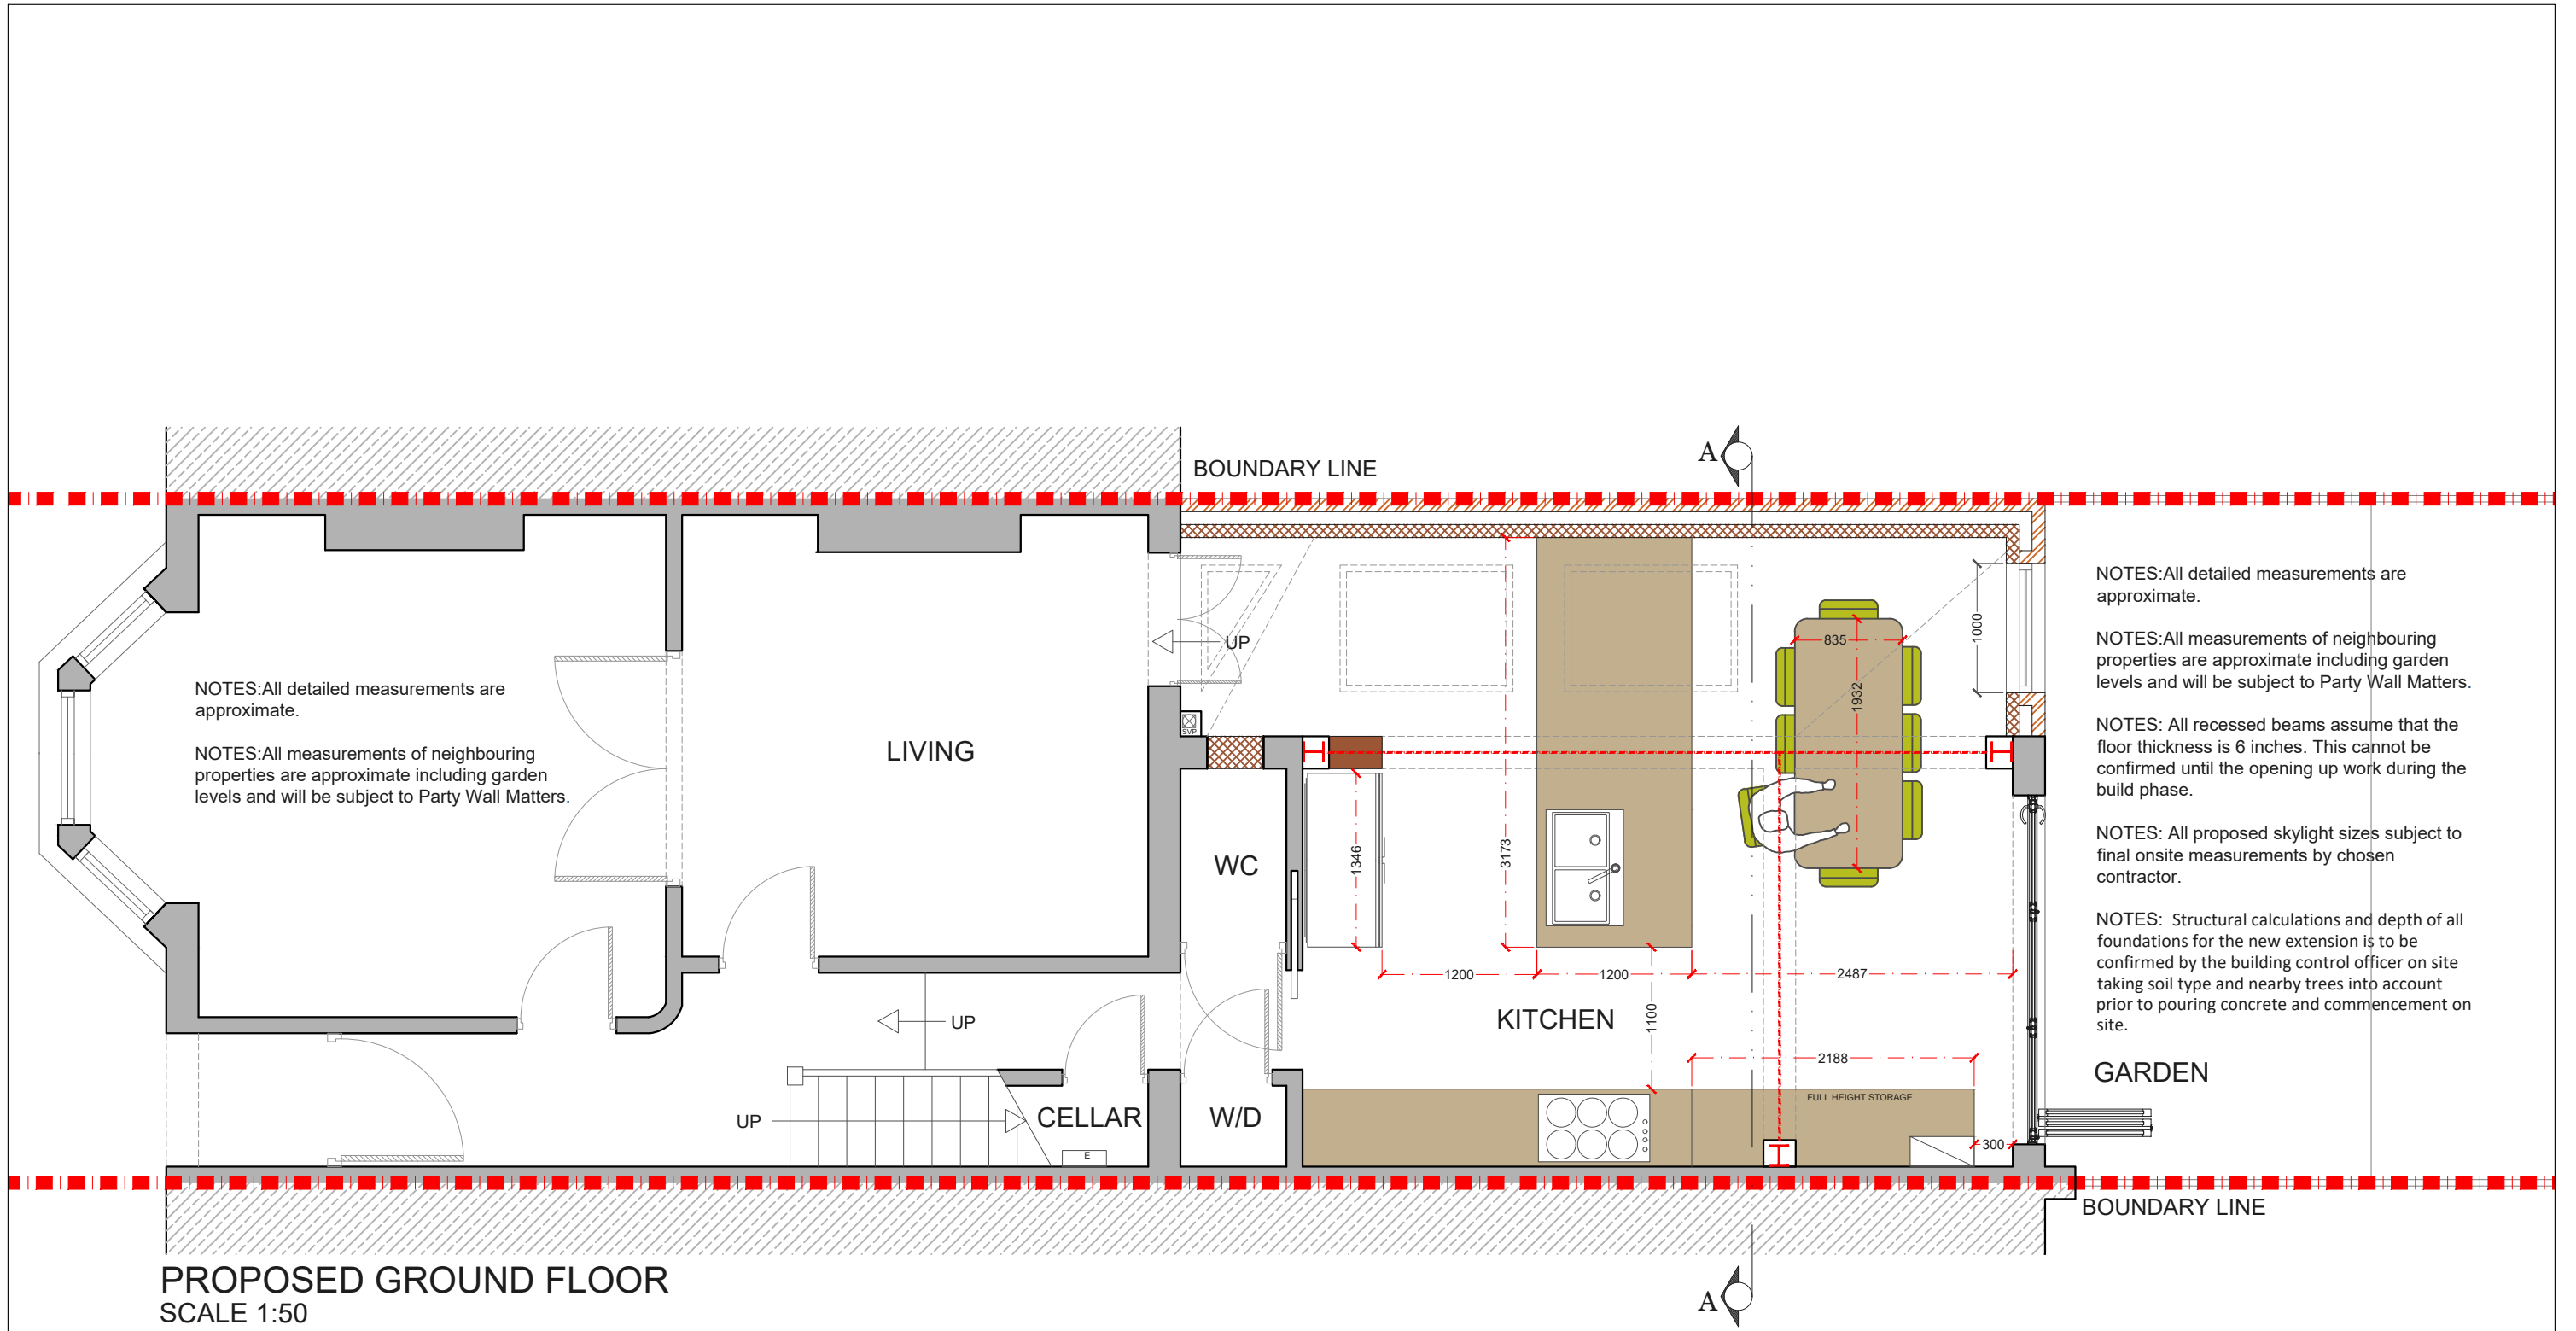 BOUNDARY LINE
A
NOTES:All detailed measurements are
approximate.
NOTES:All measurements of neighbouring
properties are approximate including garden
levels and will be subject to Party Wall Matters.
LIVING
UP
SVP
WC
UP
UP
CELLAR
E
W/D
KITCHEN
835
1932
1000
1346
3173
1200
1200
2487
1100
2188
FULL HEIGHT STORAGE
300
NOTES:All detailed measurements are
approximate.
NOTES:All measurements of neighbouring
properties are approximate including garden
levels and will be subject to Party Wall Matters.
NOTES: All recessed beams assume that the
floor thickness is 6 inches. This cannot be
confirmed until the opening up work during the
build phase.
NOTES: All proposed skylight sizes subject to
final onsite measurements by chosen
contractor.
NOTES: Structural calculations and depth of all
foundations for the new extension is to be
confirmed by the building control officer on site
taking soil type and nearby trees into account
prior to pouring concrete and commencement on
site.
GARDEN
BOUNDARY LINE
A
PROPOSED GROUND FLOOR
SCALE 1:50